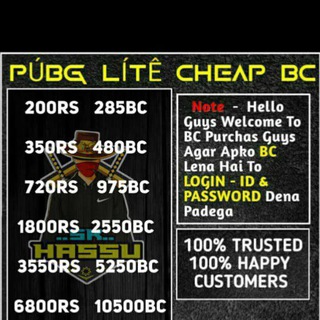 PÚBG LÍTÊ CHEAP BC
200RS 285BC
350RS 480BC
720RS 975BC
1800RS 2550BC
3550RS 5250BC
6800RS 10500BC
HASSU
Note - Hello
Guys Welcome To
BC Purchas Guys
Agar Apko BC
Lena Hai To
LOGIN - ID &
PASSWORD Dena
Padega
100% TRUSTED
100% HAPPY
CUSTOMERS